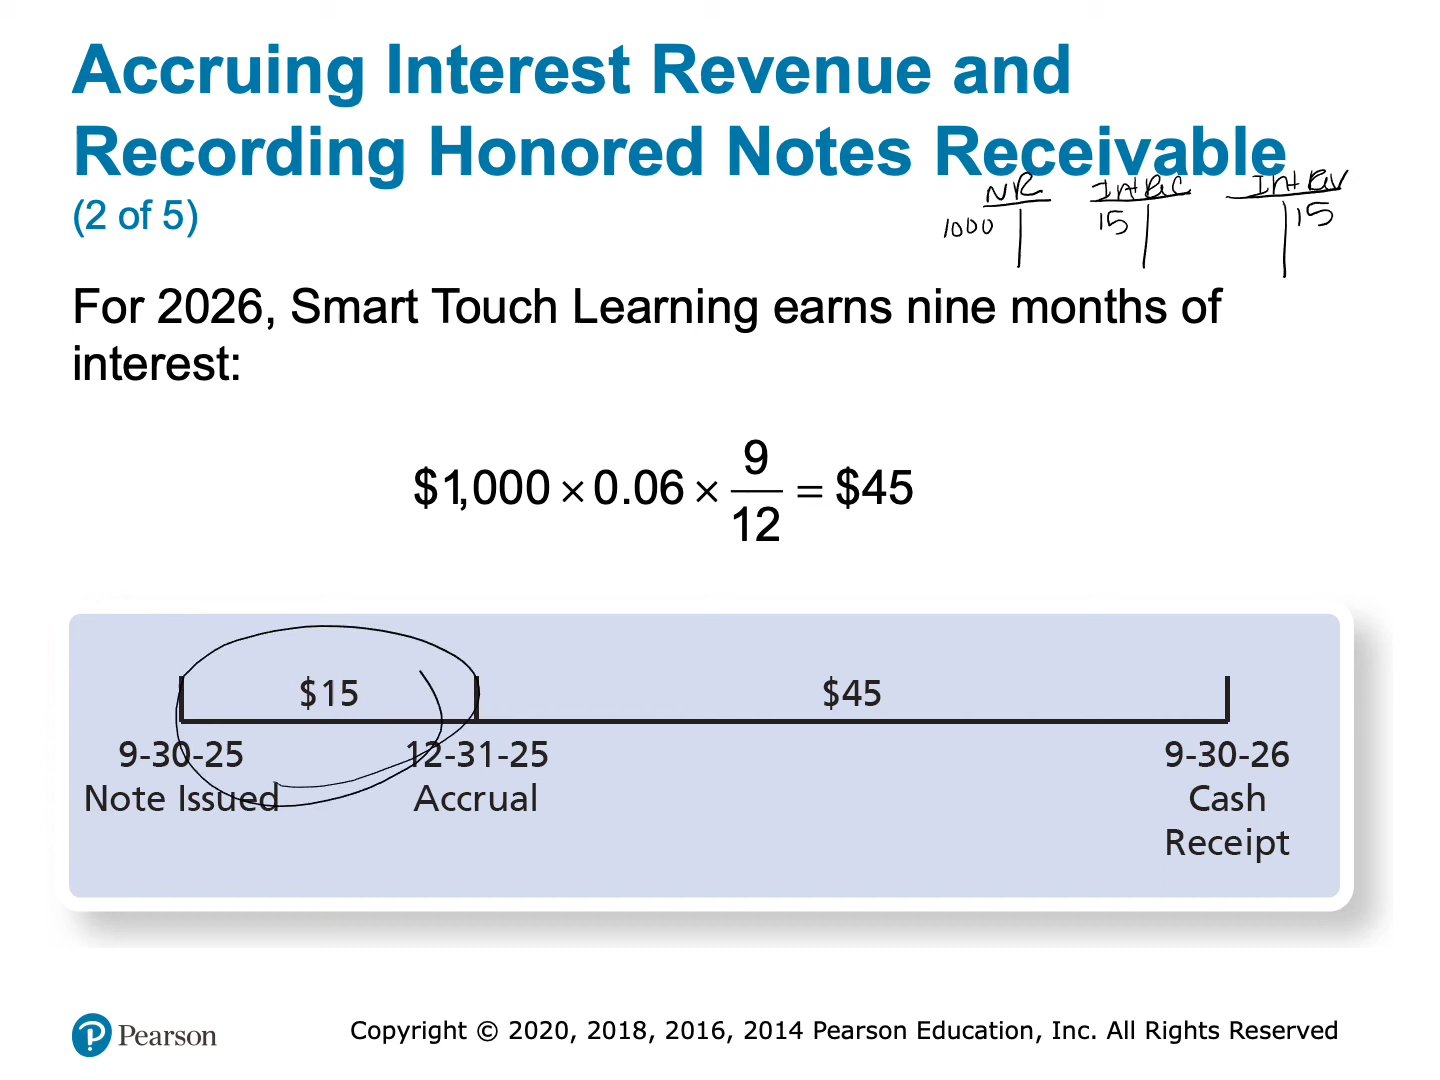 Accruing Interest Revenue and
Recording Honored Notes Receivable
(2 of 5)
NR Int Rec Int Rev
1000 15 15
For 2026, Smart Touch Learning earns nine months of
interest:
$1,000 × 0.06 × 9/12 = $45
$15 $45
9-30-25 12-31-25 9-30-26
Note Issued Accrual Cash
Receipt
Pearson Copyright © 2020, 2018, 2016, 2014 Pearson Education, Inc. All Rights Reserved